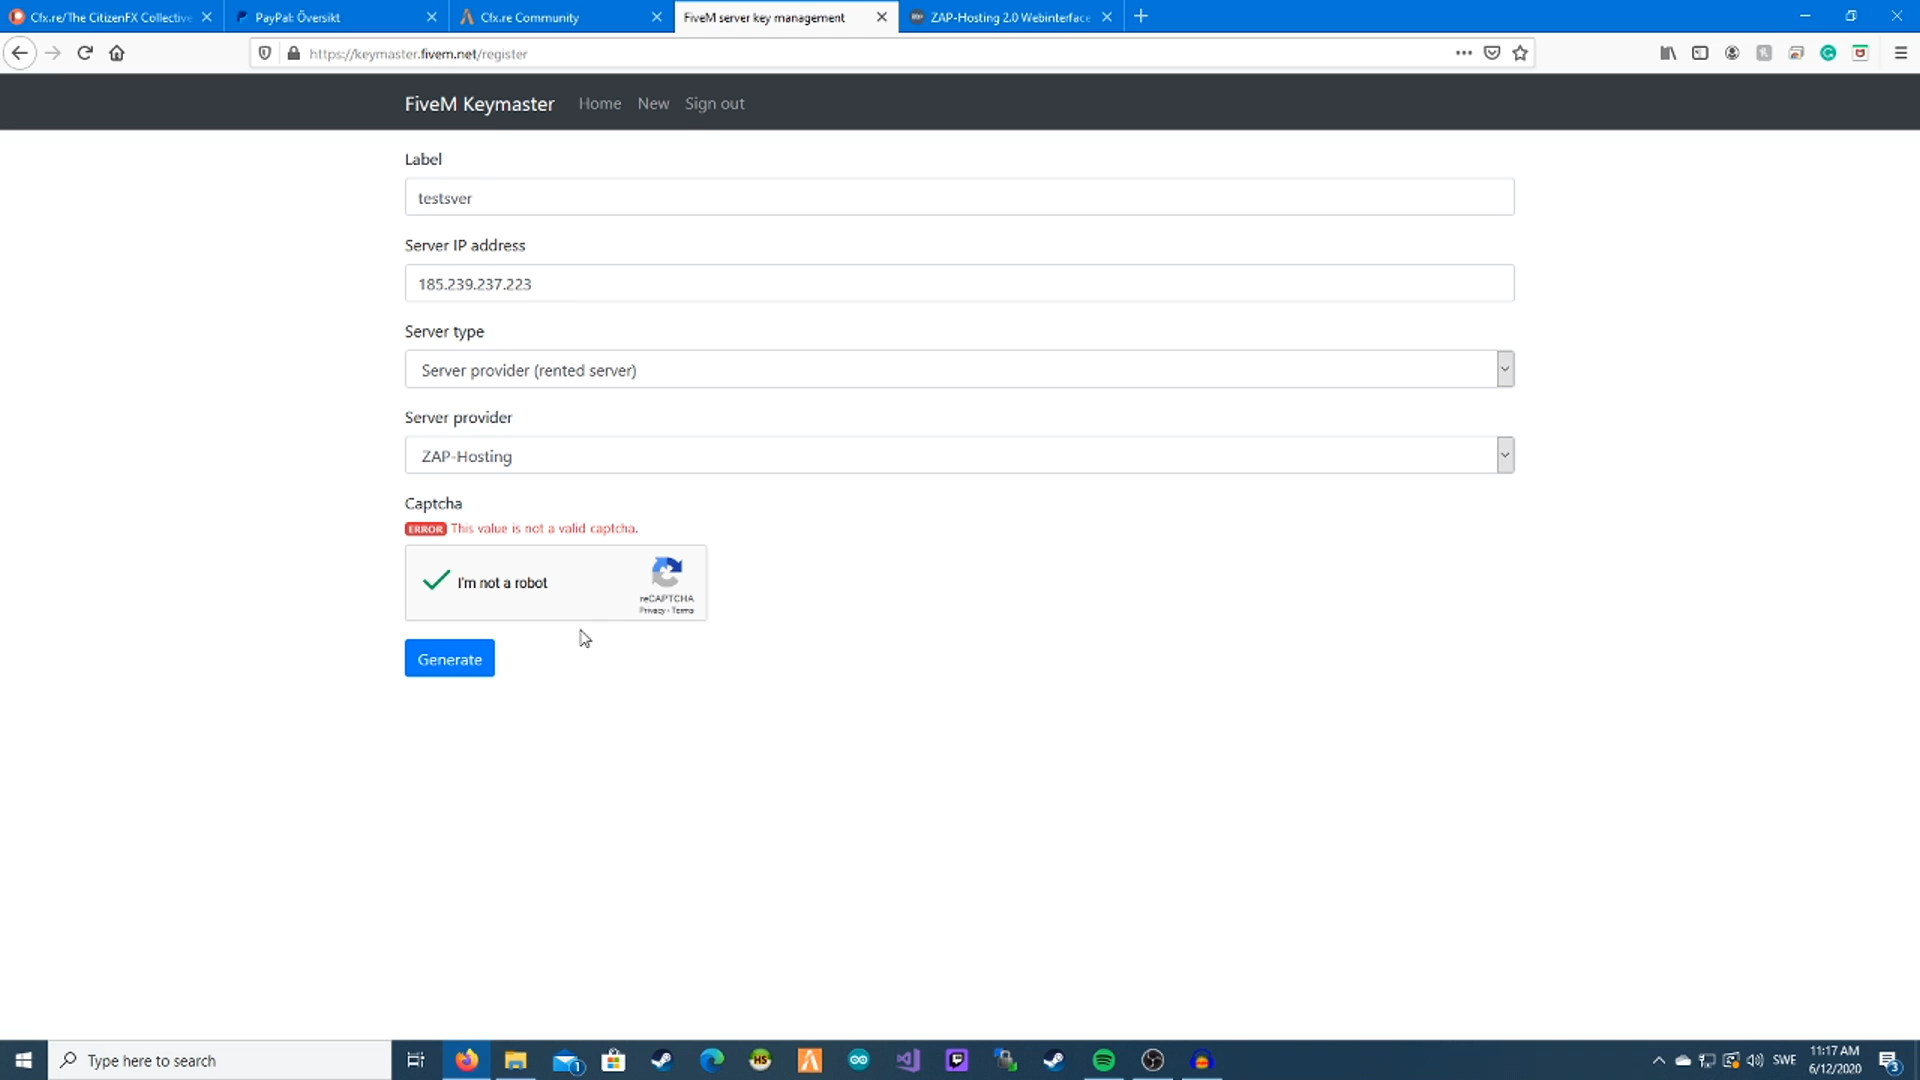 Cfx.re/The CitizenFX Collective
PayPal: Översikt
Cfx.re Community
FiveM server key management
ZAP-Hosting 2.0 Webinterface
https://keymaster.fivem.net/register
FiveM Keymaster
Home
New
Sign out
Label
testsver
Server IP address
185.239.237.223
Server type
Server provider (rented server)
Server provider
ZAP-Hosting
Captcha
ERROR This value is not a valid captcha.
I'm not a robot
reCAPTCHA
Privacy - Terms
Generate
Type here to search
1
HS
SWE
11:17 AM
6/12/2020
3